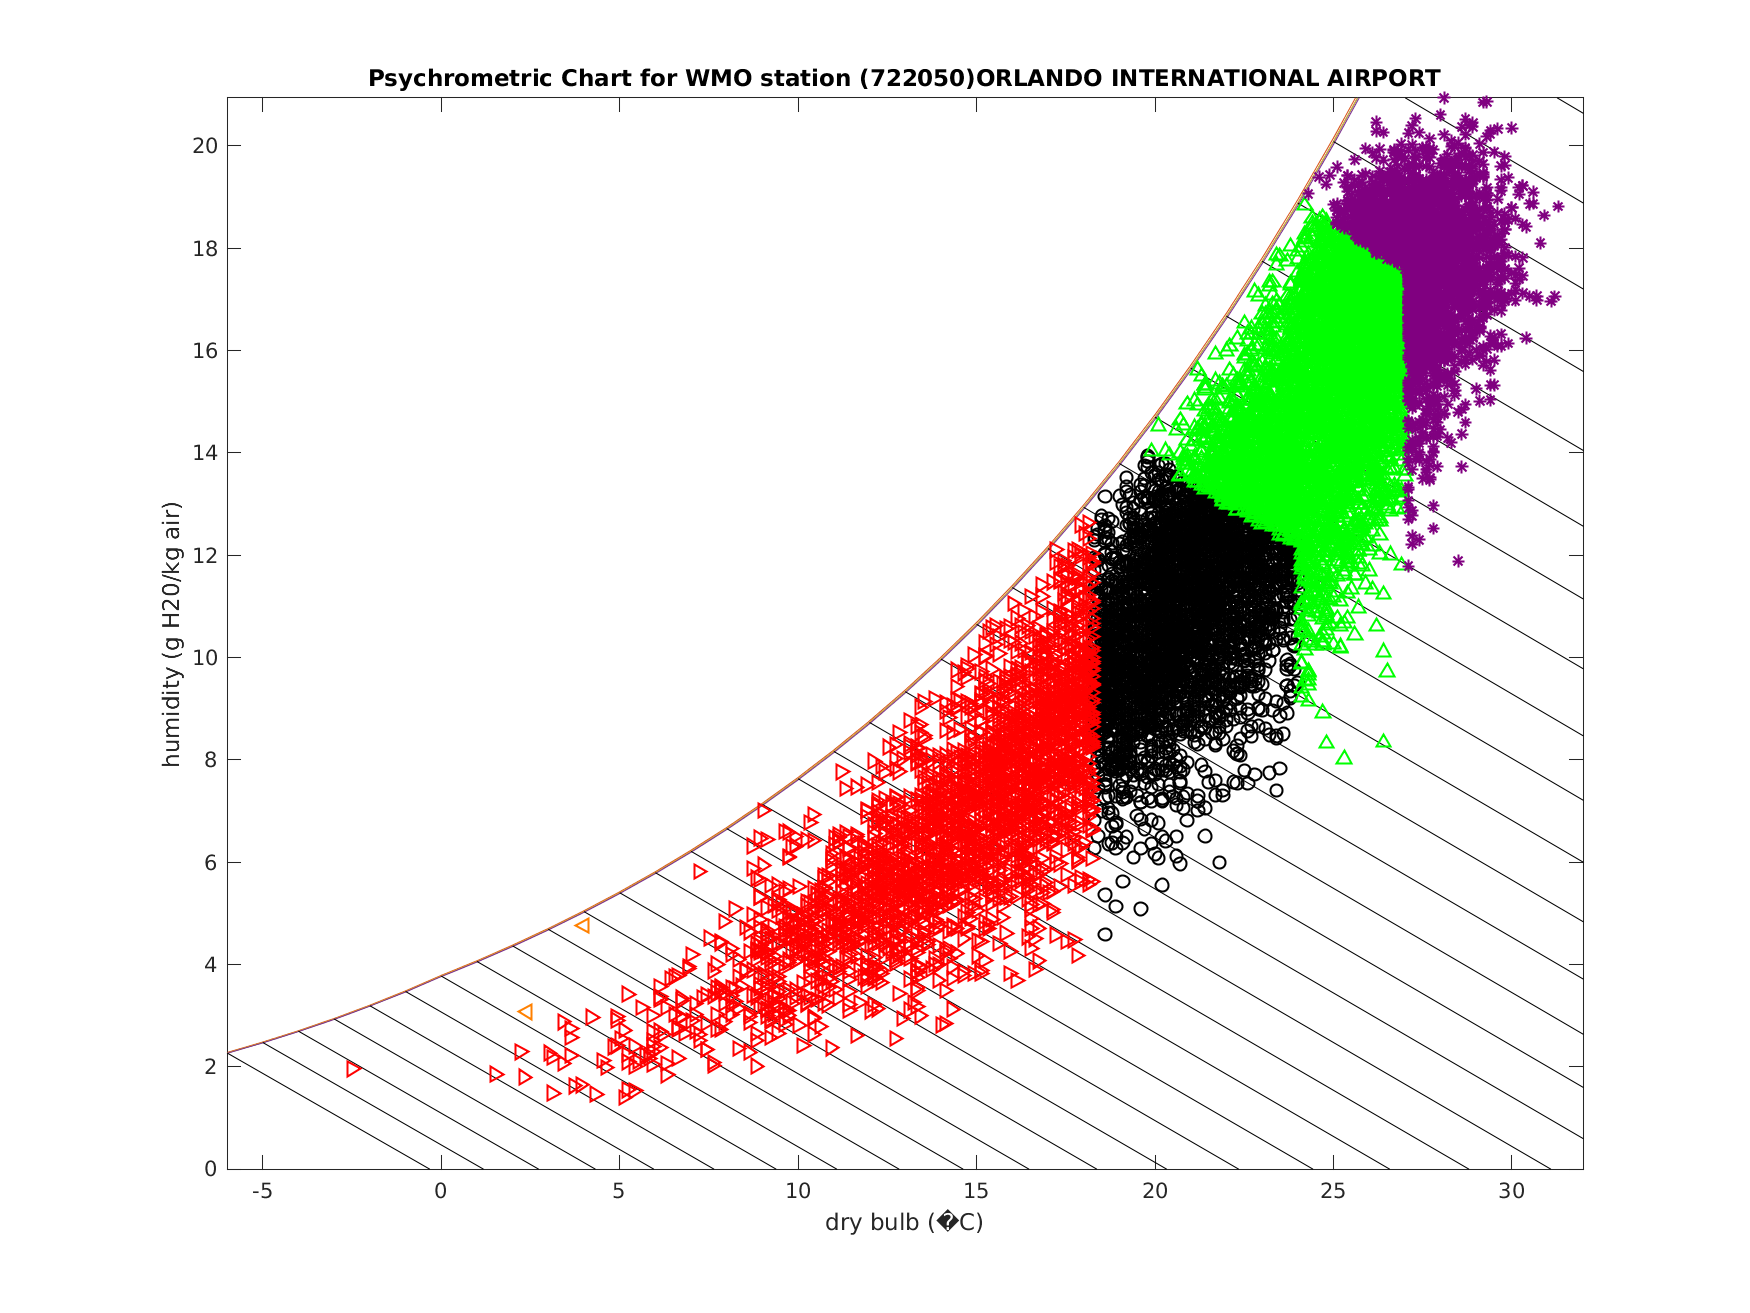 Psychrometric Chart for WMO station (722050)ORLANDO INTERNATIONAL AIRPORT
20
18
16
14
12
10
8
6
4
2
0
humidity (g H20/kg air)
-5 0 5 10 15 20 25 30
dry bulb (�C)